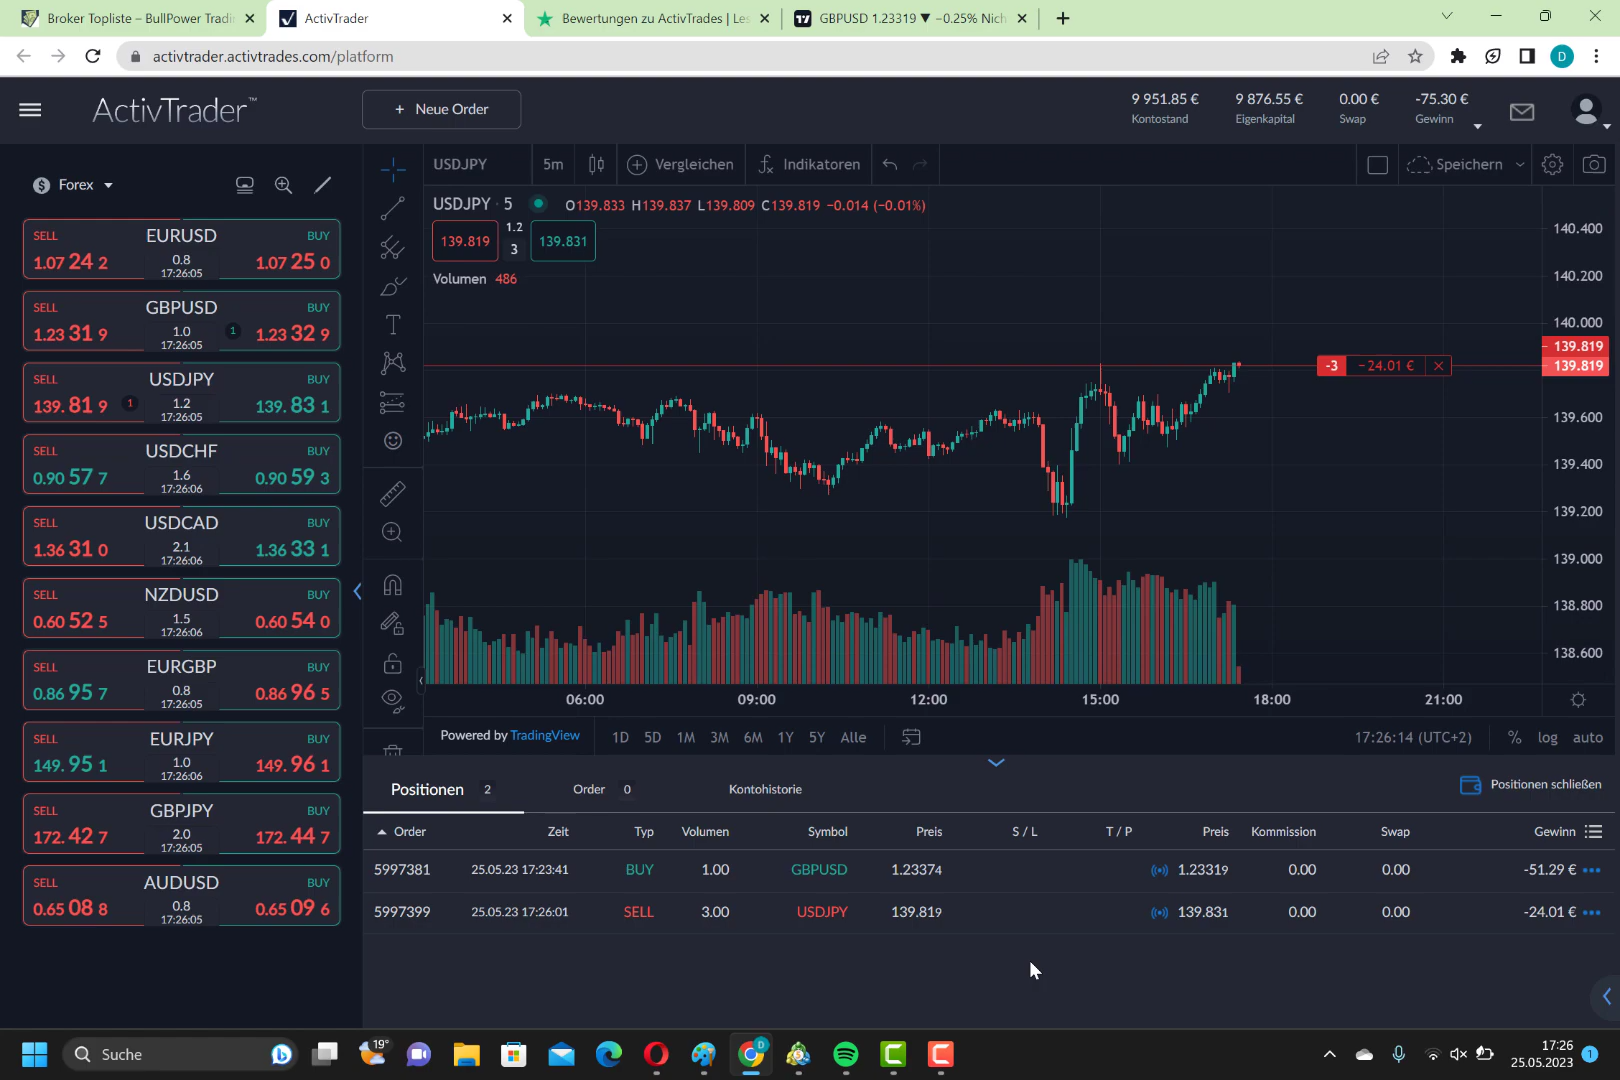 Broker Topliste – BullPower Tradi
ActivTrader
Bewertungen zu ActivTrades | Les
GBPUSD 1.23319 ▼ −0.25% Nich
activtrader.activtrades.com/platform
D
ActivTrader™
+ Neue Order
9 951.85 €
Kontostand
9 876.55 €
Eigenkapital
0.00 €
Swap
-75.30 €
Gewinn
Forex
SELL EURUSD BUY
1.07 24 2 0.8 1.07 25 0
17:26:05
SELL GBPUSD BUY
1.23 31 9 1.0 1 1.23 32 9
17:26:05
SELL USDJPY BUY
139. 81 9 1 1.2 139. 83 1
17:26:05
SELL USDCHF BUY
0.90 57 7 1.6 0.90 59 3
17:26:06
SELL USDCAD BUY
1.36 31 0 2.1 1.36 33 1
17:26:06
SELL NZDUSD BUY
0.60 52 5 1.5 0.60 54 0
17:26:06
SELL EURGBP BUY
0.86 95 7 0.8 0.86 96 5
17:26:05
SELL EURJPY BUY
149. 95 1 1.0 149. 96 1
17:26:06
SELL GBPJPY BUY
172. 42 7 2.0 172. 44 7
17:26:05
SELL AUDUSD BUY
0.65 08 8 0.8 0.65 09 6
17:26:05
USDJPY 5m Vergleichen Indikatoren Speichern
USDJPY · 5 O139.833 H139.837 L139.809 C139.819 −0.014 (−0.01%)
139.819 1.2 139.831
3
Volumen 486
140.400
140.200
140.000
139.819
139.819
-3 −24.01 €
139.600
139.400
139.200
139.000
138.800
138.600
06:00 09:00 12:00 15:00 18:00 21:00
Powered by TradingView
1D 5D 1M 3M 6M 1Y 5Y Alle
17:26:14 (UTC+2) % log auto
Positionen 2 Order 0 Kontohistorie Positionen schließen
Order Zeit Typ Volumen Symbol Preis S / L T / P Preis Kommission Swap Gewinn
5997381 25.05.23 17:23:41 BUY 1.00 GBPUSD 1.23374 1.23319 0.00 0.00 -51.29 €
5997399 25.05.23 17:26:01 SELL 3.00 USDJPY 139.819 139.831 0.00 0.00 -24.01 €
Suche
19°
D
17:26
25.05.2023
1